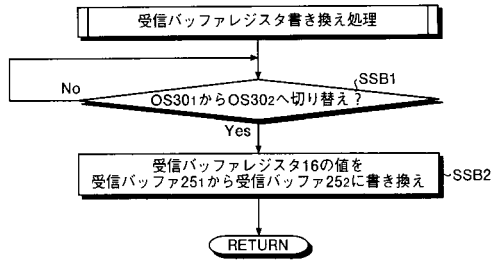 受信バッファレジスタ書き換え処理
SSB1
No
OS301からOS302へ切り替え？
Yes
受信バッファレジスタ16の値を
受信バッファ251から受信バッファ252に書き換え
SSB2
RETURN